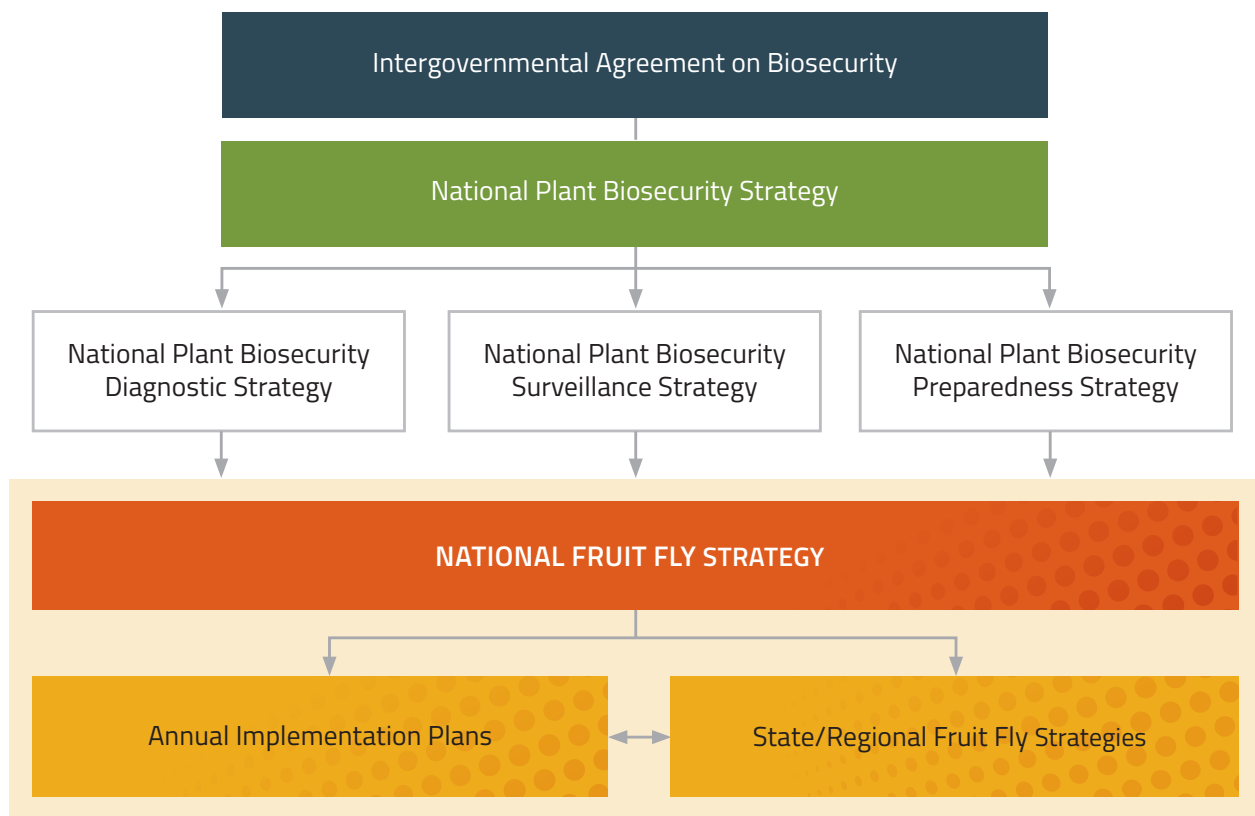 Intergovernmental Agreement on Biosecurity
National Plant Biosecurity Strategy
National Plant Biosecurity
Diagnostic Strategy
National Plant Biosecurity
Surveillance Strategy
National Plant Biosecurity
Preparedness Strategy
NATIONAL FRUIT FLY STRATEGY
Annual Implementation Plans
State/Regional Fruit Fly Strategies